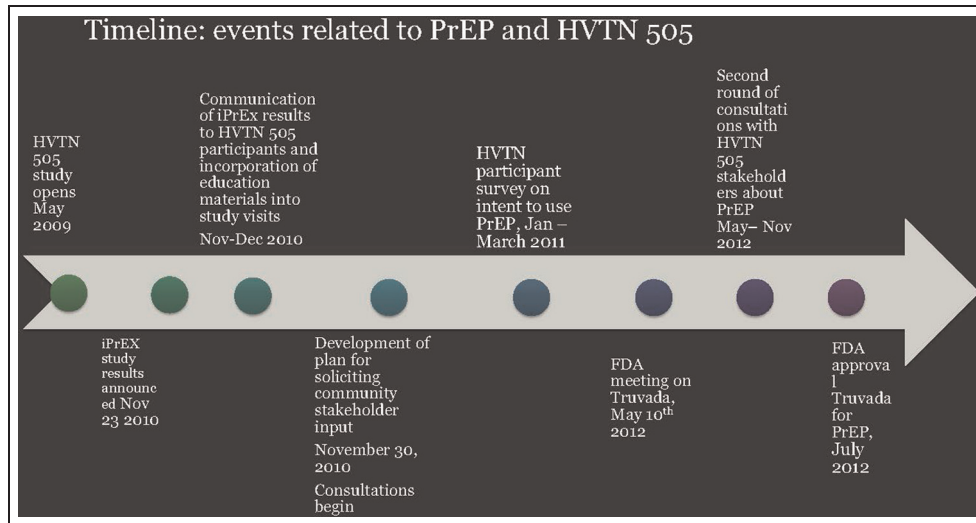 Timeline: events related to PrEP and HVTN 505
HVTN
505
study
opens
May
2009
iPrEX
study
results
announc
ed Nov
23 2010
Communication
of iPrEx results
to HVTN 505
participants and
incorporation of
education
materials into
study visits
Nov-Dec 2010
Development of
plan for
soliciting
community
stakeholder
input
November 30,
2010
Consultations
begin
HVTN
participant
survey on
intent to use
PrEP, Jan –
March 2011
FDA
meeting on
Truvada,
May 10th
2012
Second
round of
consultati
ons with
HVTN
505
stakehold
ers about
PrEP
May– Nov
2012
FDA
approva
l
Truvada
for
PrEP,
July
2012